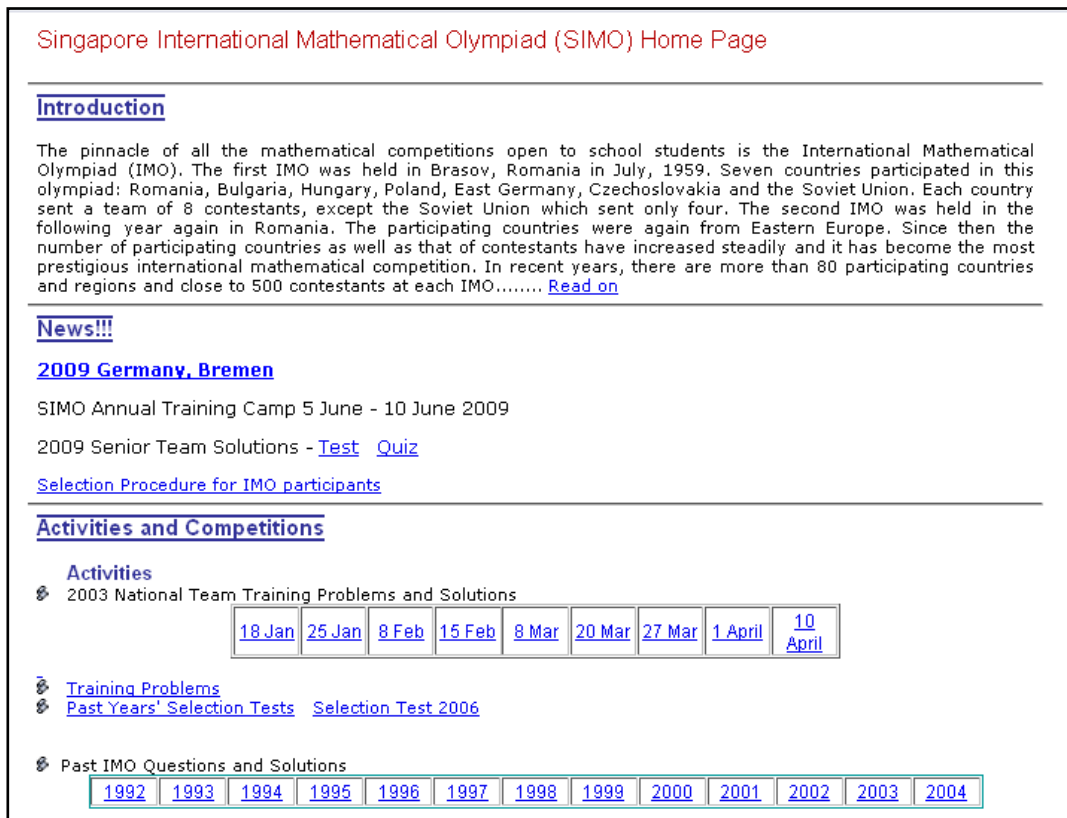 Singapore International Mathematical Olympiad (SIMO) Home Page
Introduction
The pinnacle of all the mathematical competitions open to school students is the International Mathematical
Olympiad (IMO). The first IMO was held in Brasov, Romania in July, 1959. Seven countries participated in this
olympiad: Romania, Bulgaria, Hungary, Poland, East Germany, Czechoslovakia and the Soviet Union. Each country
sent a team of 8 contestants, except the Soviet Union which sent only four. The second IMO was held in the
following year again in Romania. The participating countries were again from Eastern Europe. Since then the
number of participating countries as well as that of contestants have increased steadily and it has become the most
prestigious international mathematical competition. In recent years, there are more than 80 participating countries
and regions and close to 500 contestants at each IMO........ Read on
News!!!
2009 Germany, Bremen
SIMO Annual Training Camp 5 June - 10 June 2009
2009 Senior Team Solutions - Test Quiz
Selection Procedure for IMO participants
Activities and Competitions
Activities
2003 National Team Training Problems and Solutions
18 Jan 25 Jan 8 Feb 15 Feb 8 Mar 20 Mar 27 Mar 1 April 10
April
Training Problems
Past Years' Selection Tests Selection Test 2006
Past IMO Questions and Solutions
1992 1993 1994 1995 1996 1997 1998 1999 2000 2001 2002 2003 2004